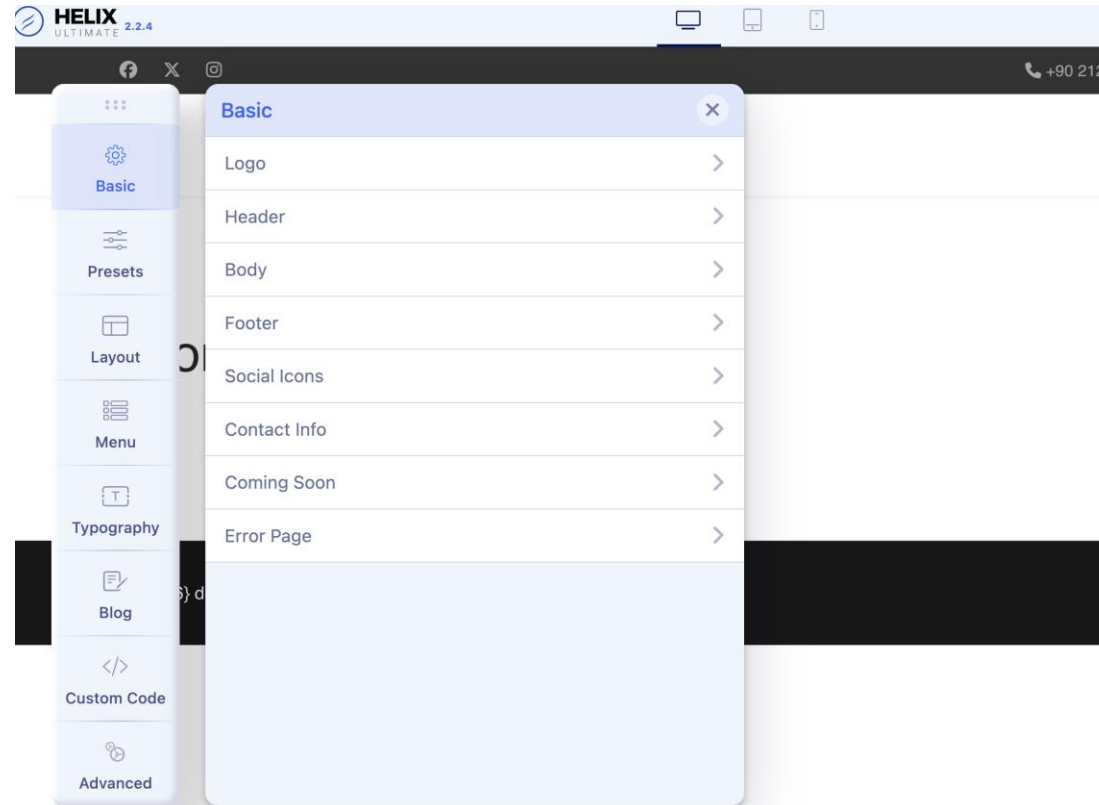 HELIX
ULTIMATE 2.2.4
+90 212
Basic
Basic
Logo
Header
Presets
Body
Footer
Layout
Social Icons
Contact Info
Menu
Coming Soon
Typography
Error Page
Blog
} d
Custom Code
Advanced